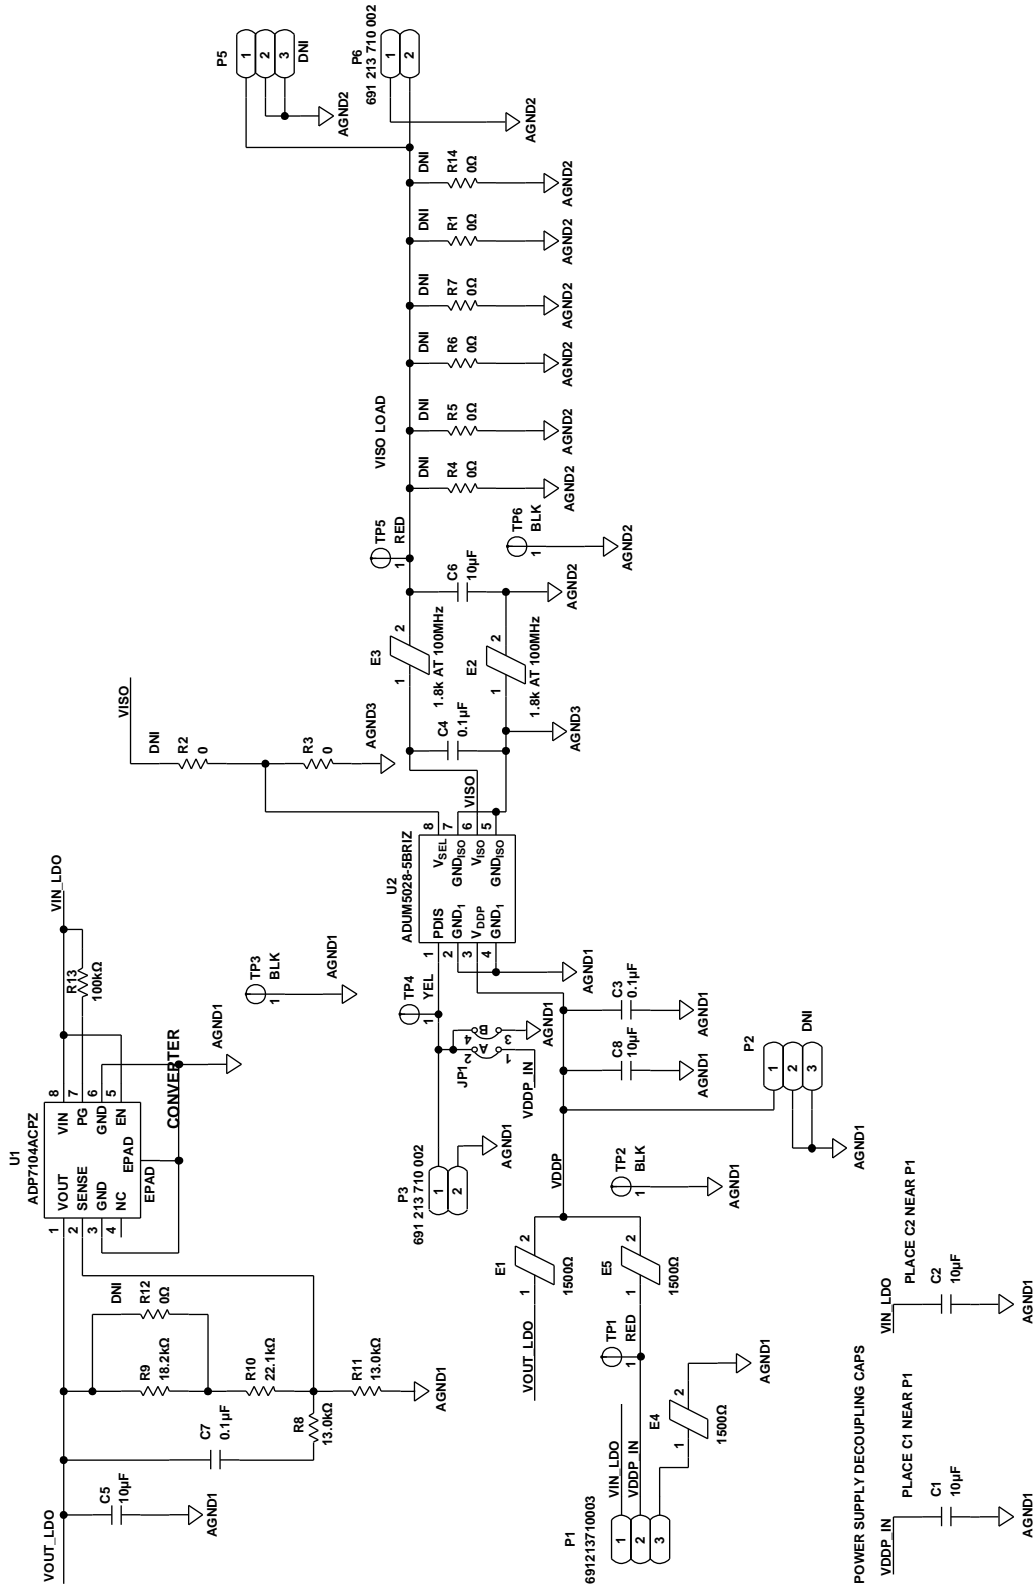 VOUT_LDO
C5
10µF
AGND1
C7
0.1µF
R8
13.0kΩ
R9
18.2kΩ
DNI
R12
0Ω
R10
22.1kΩ
R11
13.0kΩ
AGND1
U1
ADP7104ACPZ
1
2
3
4
VOUT
SENSE
GND
NC
VIN
PG
GND
EN
EPAD
EPAD
8
7
6
5
CONVERTER
AGND1
R13
100kΩ
VIN_LDO
TP3
BLK
1
AGND1
VISO
DNI
R2
0
R3
0
AGND3
P5
1
2
3
DNI
AGND2
P6
691 213 710 002
1
2
AGND2
P3
691 213 710 002
1
2
AGND1
JP1
A
B
2
4
1
3
VDDP_IN
AGND1
TP4
YEL
1
U2
ADUM5028-5BRIZ
1
2
3
4
PDIS
GND1
VDDP
GND1
VSEL
GNDISO
VISO
GNDISO
8
7
6
5
AGND1
VISO
C4
0.1µF
AGND3
E3
1
2
1.8k AT 100MHz
E2
1
2
1.8k AT 100MHz
C6
10µF
AGND2
TP5
RED
1
TP6
BLK
1
AGND2
VISO LOAD
DNI
R4
0Ω
AGND2
DNI
R5
0Ω
AGND2
DNI
R6
0Ω
AGND2
DNI
R7
0Ω
AGND2
DNI
R1
0Ω
AGND2
DNI
R14
0Ω
AGND2
P1
691213710003
1
2
3
VIN_LDO
VDDP_IN
E4
1
2
1500Ω
AGND1
TP1
RED
1
VOUT_LDO
E1
1
2
1500Ω
E5
1
2
1500Ω
VDDP
TP2
BLK
1
AGND1
C8
10µF
AGND1
C3
0.1µF
AGND1
P2
1
2
3
DNI
AGND1
POWER SUPPLY DECOUPLING CAPS
VDDP_IN
PLACE C1 NEAR P1
C1
10µF
AGND1
VIN_LDO
PLACE C2 NEAR P1
C2
10µF
AGND1